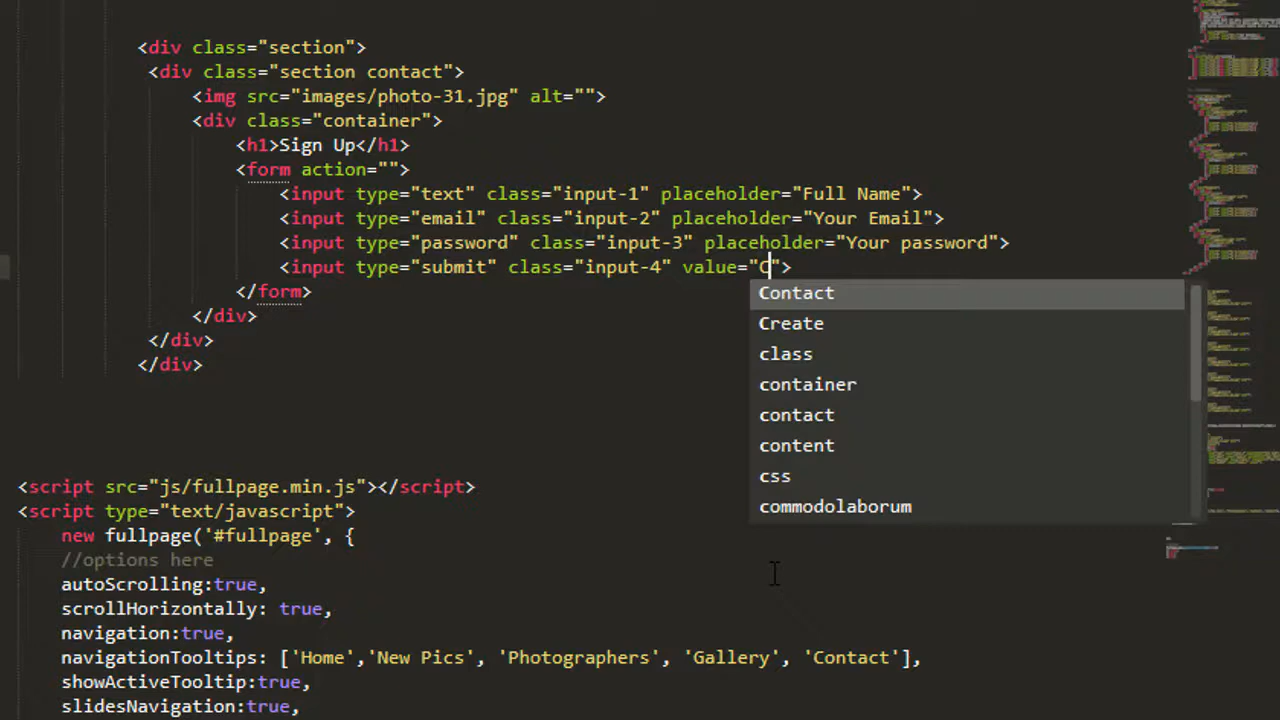 <div class="section">
<div class="section contact">
<img src="images/photo-31.jpg" alt="">
<div class="container">
<h1>Sign Up</h1>
<form action="">
<input type="text" class="input-1" placeholder="Full Name">
<input type="email" class="input-2" placeholder="Your Email">
<input type="password" class="input-3" placeholder="Your password">
<input type="submit" class="input-4" value="C">
</form>
</div>
</div>
</div>
Contact
Create
class
container
contact
content
css
commodolaborum
<script src="js/fullpage.min.js"></script>
<script type="text/javascript">
new fullpage('#fullpage', {
//options here
autoScrolling:true,
scrollHorizontally: true,
navigation:true,
navigationTooltips: ['Home','New Pics', 'Photographers', 'Gallery', 'Contact'],
showActiveTooltip:true,
slidesNavigation:true,